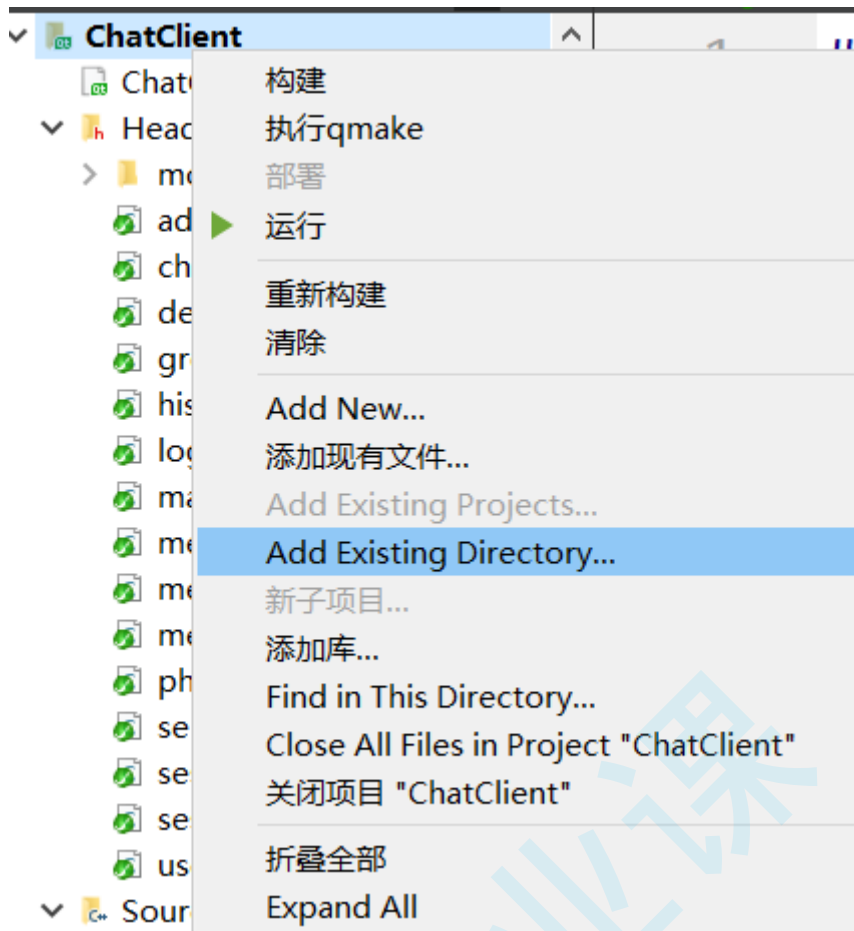 ChatClient
构建
执行qmake
部署
运行
重新构建
清除
Add New...
添加现有文件...
Add Existing Projects...
Add Existing Directory...
新子项目...
添加库...
Find in This Directory...
Close All Files in Project "ChatClient"
关闭项目 "ChatClient"
折叠全部
Expand All
业课